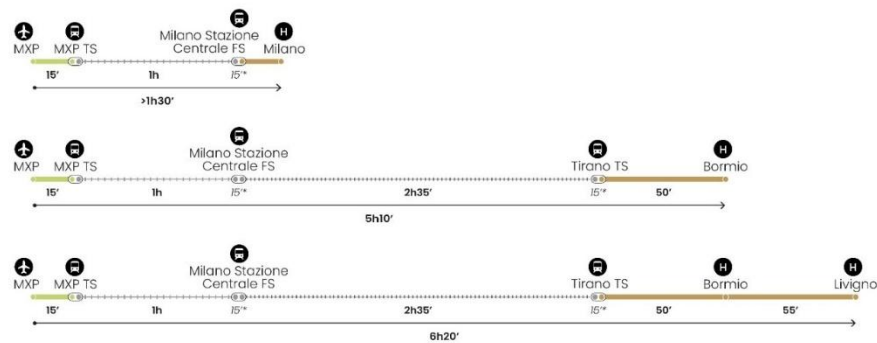 MXP MXP TS Milano Stazione Centrale FS H Milano
15' 1h 15'*
>1h30'
MXP MXP TS Milano Stazione Centrale FS Tirano TS H Bormio
15' 1h 15'* 2h35' 15'* 50'
5h10'
MXP MXP TS Milano Stazione Centrale FS Tirano TS H Bormio H Livigno
15' 1h 15'* 2h35' 15'* 50' 55'
6h20'